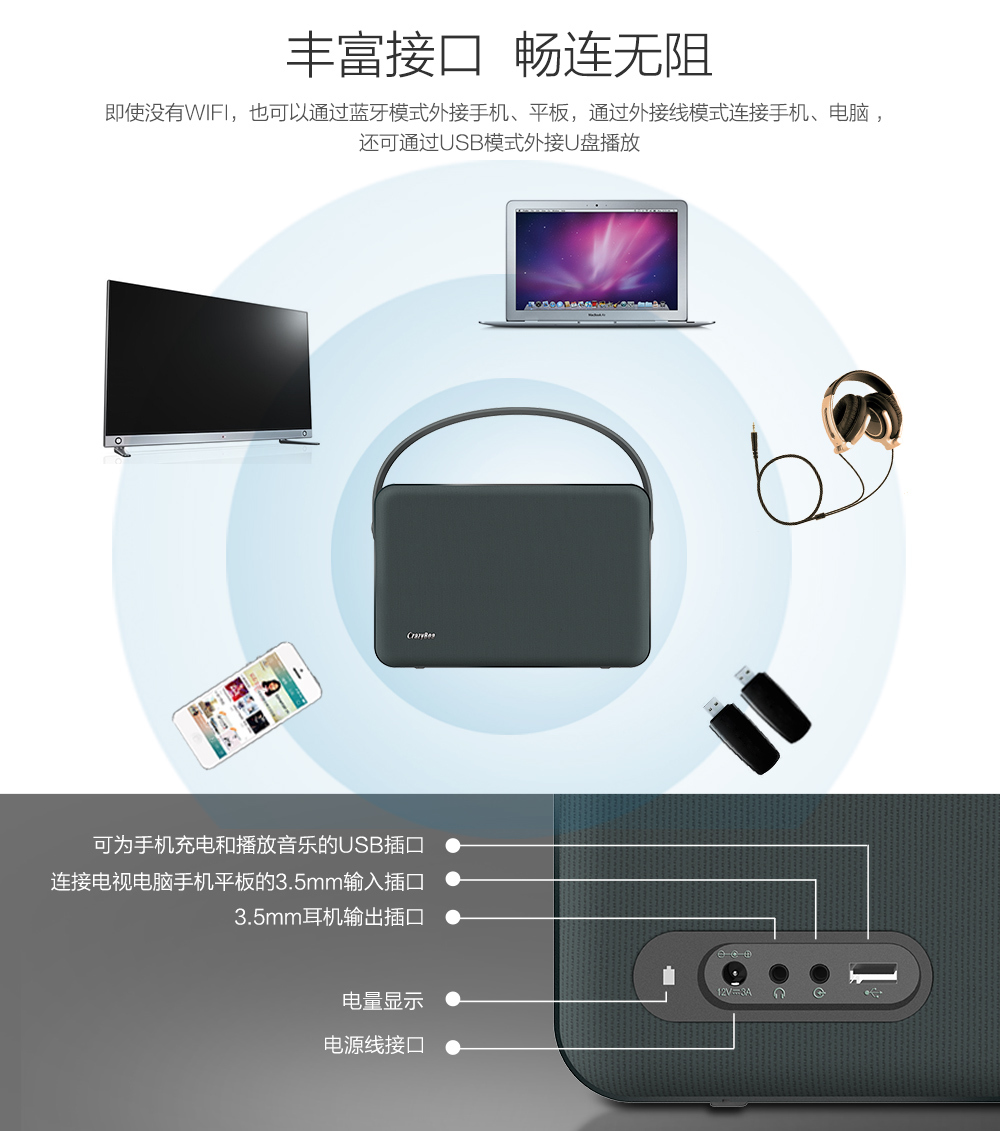 丰富接口 畅连无阻
即使没有WIFI，也可以通过蓝牙模式外接手机、平板，通过外接线模式连接手机、电脑，
还可通过USB模式外接U盘播放
MacBook Air
CrazyBoa
可为手机充电和播放音乐的USB插口
连接电视电脑手机平板的3.5mm输入插口
3.5mm耳机输出插口
电量显示
电源线接口
12V⎓3A